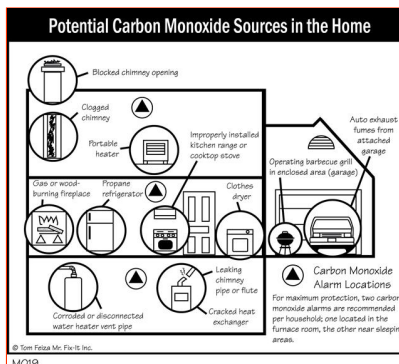 Potential Carbon Monoxide Sources in the Home
Blocked chimney opening
Clogged
chimney
Portable
heater
Improperly installed
kitchen range or
cooktop stove
Auto exhaust
fumes from
attached
garage
Operating barbecue grill
in enclosed area (garage)
Gas or wood-
burning fireplace
Propane
refrigerator
Clothes
dryer
Corroded or disconnected
water heater vent pipe
Leaking
chimney
pipe or flute
Cracked heat
exchanger
Carbon Monoxide
Alarm Locations
For maximum protection, two carbon
monoxide alarms are recommended
per household; one located in the
furnace room, the other near sleeping
areas.
© Tom Feiza Mr. Fix-It Inc.
M019